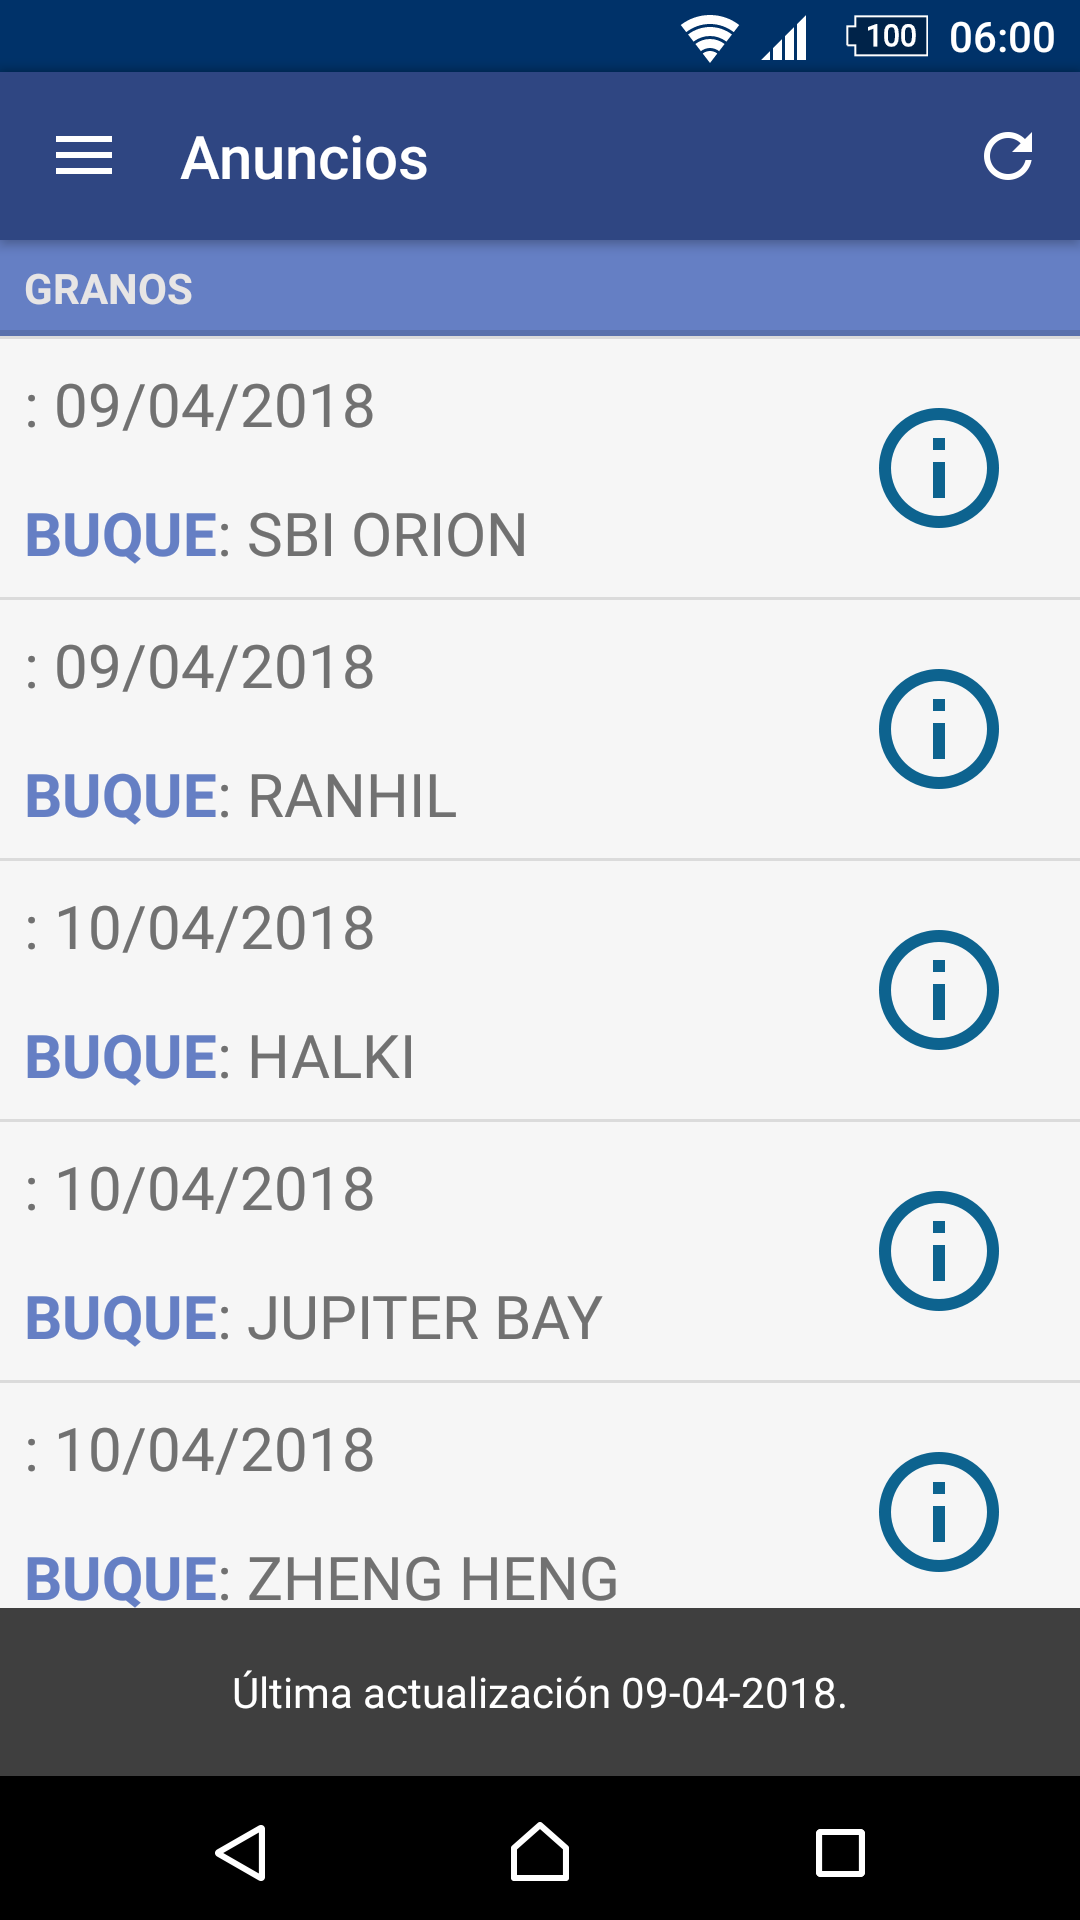 100 06:00
Anuncios
GRANOS
: 09/04/2018
BUQUE: SBI ORION
: 09/04/2018
BUQUE: RANHIL
: 10/04/2018
BUQUE: HALKI
: 10/04/2018
BUQUE: JUPITER BAY
: 10/04/2018
BUQUE: ZHENG HENG
Última actualización 09-04-2018.